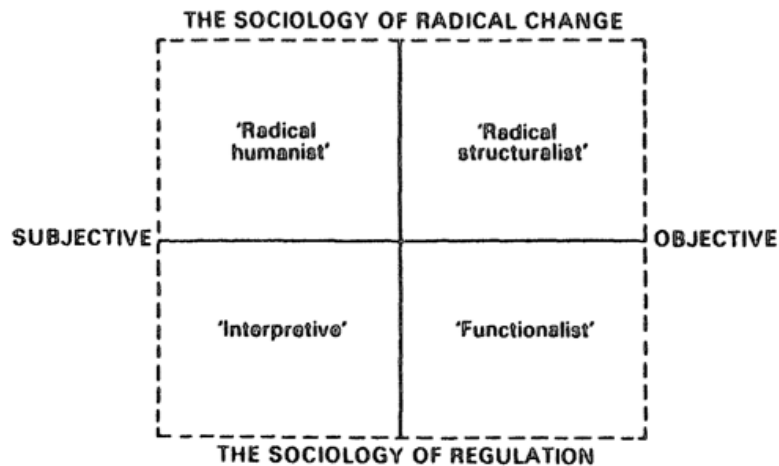 THE SOCIOLOGY OF RADICAL CHANGE
'Radical
humanist'
'Radical
structuralist'
SUBJECTIVE
OBJECTIVE
'Interpretive'
'Functionalist'
THE SOCIOLOGY OF REGULATION